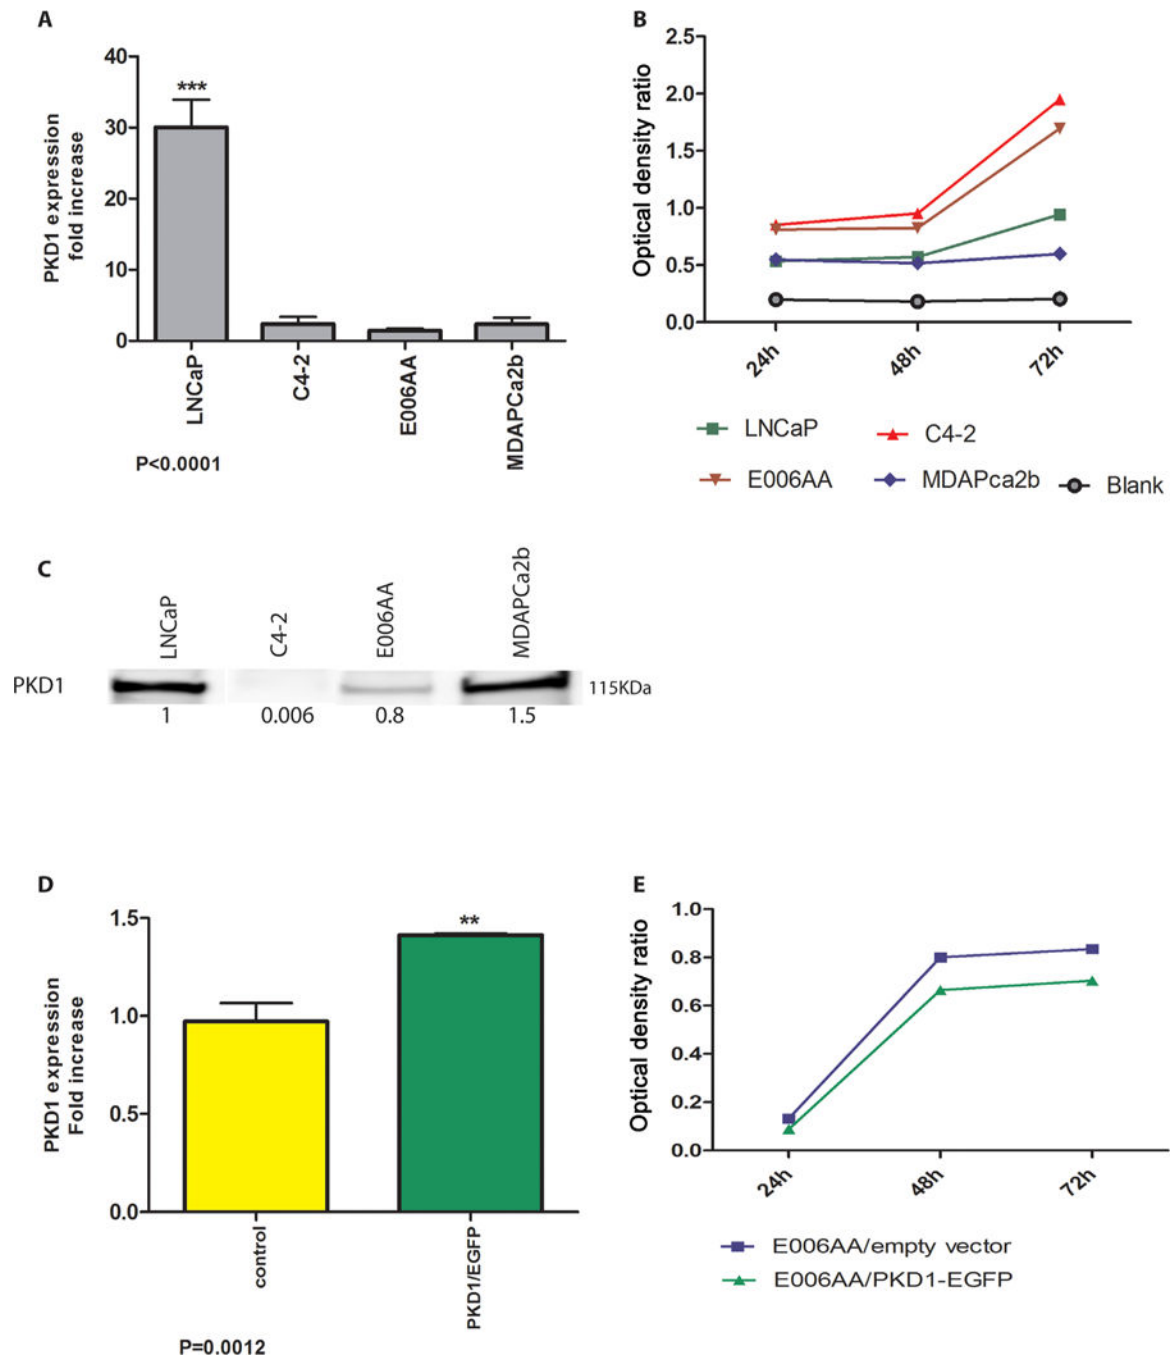 A
PKD1 expression
fold increase
40
30
20
10
0
***
LNCaP
C4-2
E006AA
MDAPCa2b
P<0.0001
B
Optical density ratio
2.5
2.0
1.5
1.0
0.5
0.0
24h
48h
72h
LNCaP
C4-2
E006AA
MDAPca2b
Blank
C
LNCaP
C4-2
E006AA
MDAPCa2b
PKD1
115KDa
1
0.006
0.8
1.5
D
PKD1 expression
Fold increase
1.5
1.0
0.5
0.0
**
control
PKD1/EGFP
P=0.0012
E
Optical density ratio
1.0
0.8
0.6
0.4
0.2
0.0
24h
48h
72h
E006AA/empty vector
E006AA/PKD1-EGFP